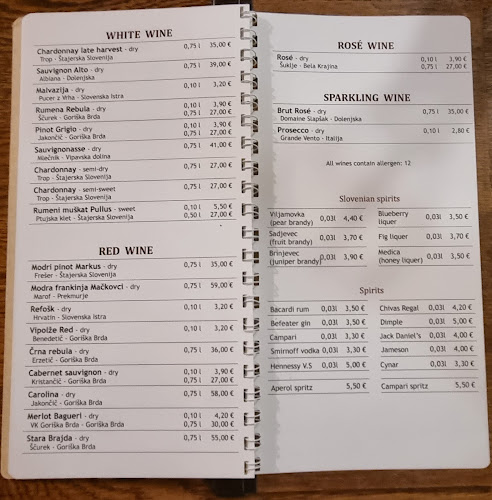 WHITE WINE
Chardonnay late harvest - dry 0,75 l 35,00 €
Trop - Štajerska Slovenija
Sauvignon Alto - dry 0,75 l 39,00 €
Albiana - Dolenjska
Malvazija - dry 0,10 l 3,20 €
Pucer z Vrha - Slovenska Istra
Rumena Rebula - dry 0,10 l 3,90 €
Ščurek - Goriška Brda 0,75 l 27,00 €
Pinot Grigio - dry 0,10 l 3,90 €
Jakončič - Goriška Brda 0,75 l 27,00 €
Sauvignonasse - dry 0,75 l 41,00 €
Mlečnik - Vipavska dolina
Chardonnay - semi-dry 0,75 l 27,00 €
Trop - Štajerska Slovenija
Chardonnay - semi-sweet 0,75 l 27,00 €
Trop - Štajerska Slovenija
Rumeni muškat Pullus - sweet 0,10 l 5,50 €
Ptujska klet - Štajerska Slovenija 0,50 l 27,00 €
RED WINE
Modri pinot Markus - dry 0,75 l 35,00 €
Frešer - Štajerska Slovenija
Modra frankinja Mačkovci - dry 0,75 l 59,00 €
Marof - Prekmurje
Refošk - dry 0,10 l 3,20 €
Hrvatin - Slovenska Istra
Vipolže Red - dry 0,10 l 3,20 €
Benedetič - Goriška Brda
Črna rebula - dry 0,75 l 36,00 €
Erzetič - Goriška Brda
Cabernet sauvignon - dry 0,10 l 3,90 €
Kristančič - Goriška Brda 0,75 l 27,00 €
Carolina - dry 0,75 l 58,00 €
Jakončič - Goriška Brda
Merlot Bagueri - dry 0,10 l 4,20 €
VK Goriška Brda - Goriška Brda 0,75 l 30,00 €
Stara Brajda - dry 0,75 l 55,00 €
Ščurek - Goriška Brda
ROSÉ WINE
Rosé - dry 0,10 l 3,90 €
Šuklje - Bela Krajina 0,75 l 27,00 €
SPARKLING WINE
Brut Rosé - dry 0,75 l 35,00 €
Domaine Slapšak - Dolenjska
Prosecco - dry 0,10 l 2,80 €
Grande Vento - Italija
All wines contain allergen: 12
Slovenian spirits
Viljamovka (pear brandy) 0,03l 4,40 €
Blueberry liquer 0,03l 3,50 €
Sadjevec (fruit brandy) 0,03l 3,70 €
Fig liquer 0,03l 3,70 €
Brinjevec (juniper brandy) 0,03l 3,90 €
Medica (honey liquer) 0,03l 3,50 €
Spirits
Bacardi rum 0,03l 3,50 € Chivas Regal 0,03l 4,20 €
Befeater gin 0,03l 3,50 € Dimple 0,03l 5,00 €
Campari 0,03l 3,30 € Jack Daniel's 0,03l 4,00 €
Smirnoff vodka 0,03l 3,30 € Jameson 0,03l 4,00 €
Hennessy V.S 0,03l 5,00 € Cynar 0,03l 3,30 €
Aperol spritz 5,50 € Campari spritz 5,50 €